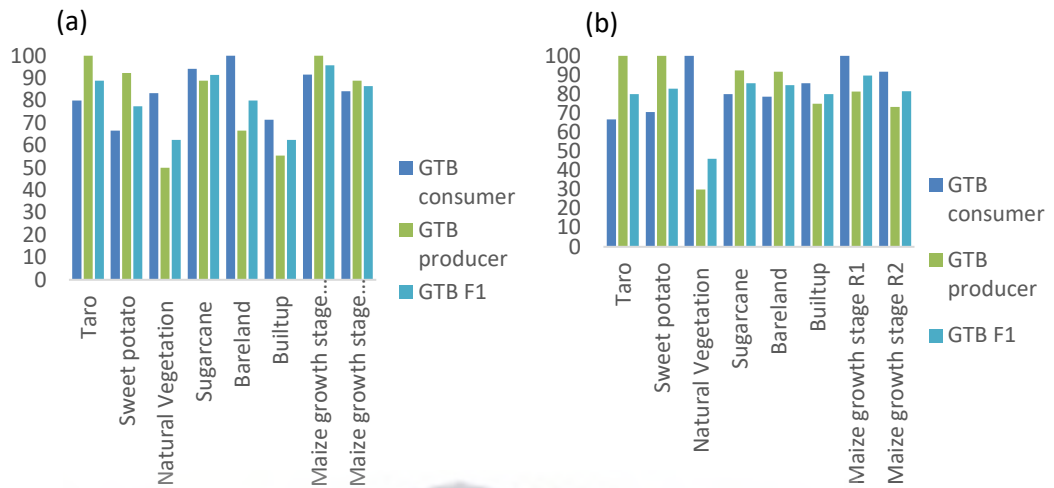 (a)
100
90
80
70
60
50
40
30
20
10
0
Taro
Sweet potato
Natural Vegetation
Sugarcane
Bareland
Builtup
Maize growth stage...
Maize growth stage...
GTB
consumer
GTB
producer
GTB F1
(b)
100
90
80
70
60
50
40
30
20
10
0
Taro
Sweet potato
Natural Vegetation
Sugarcane
Bareland
Builtup
Maize growth stage R1
Maize growth stage R2
GTB
consumer
GTB
producer
GTB F1